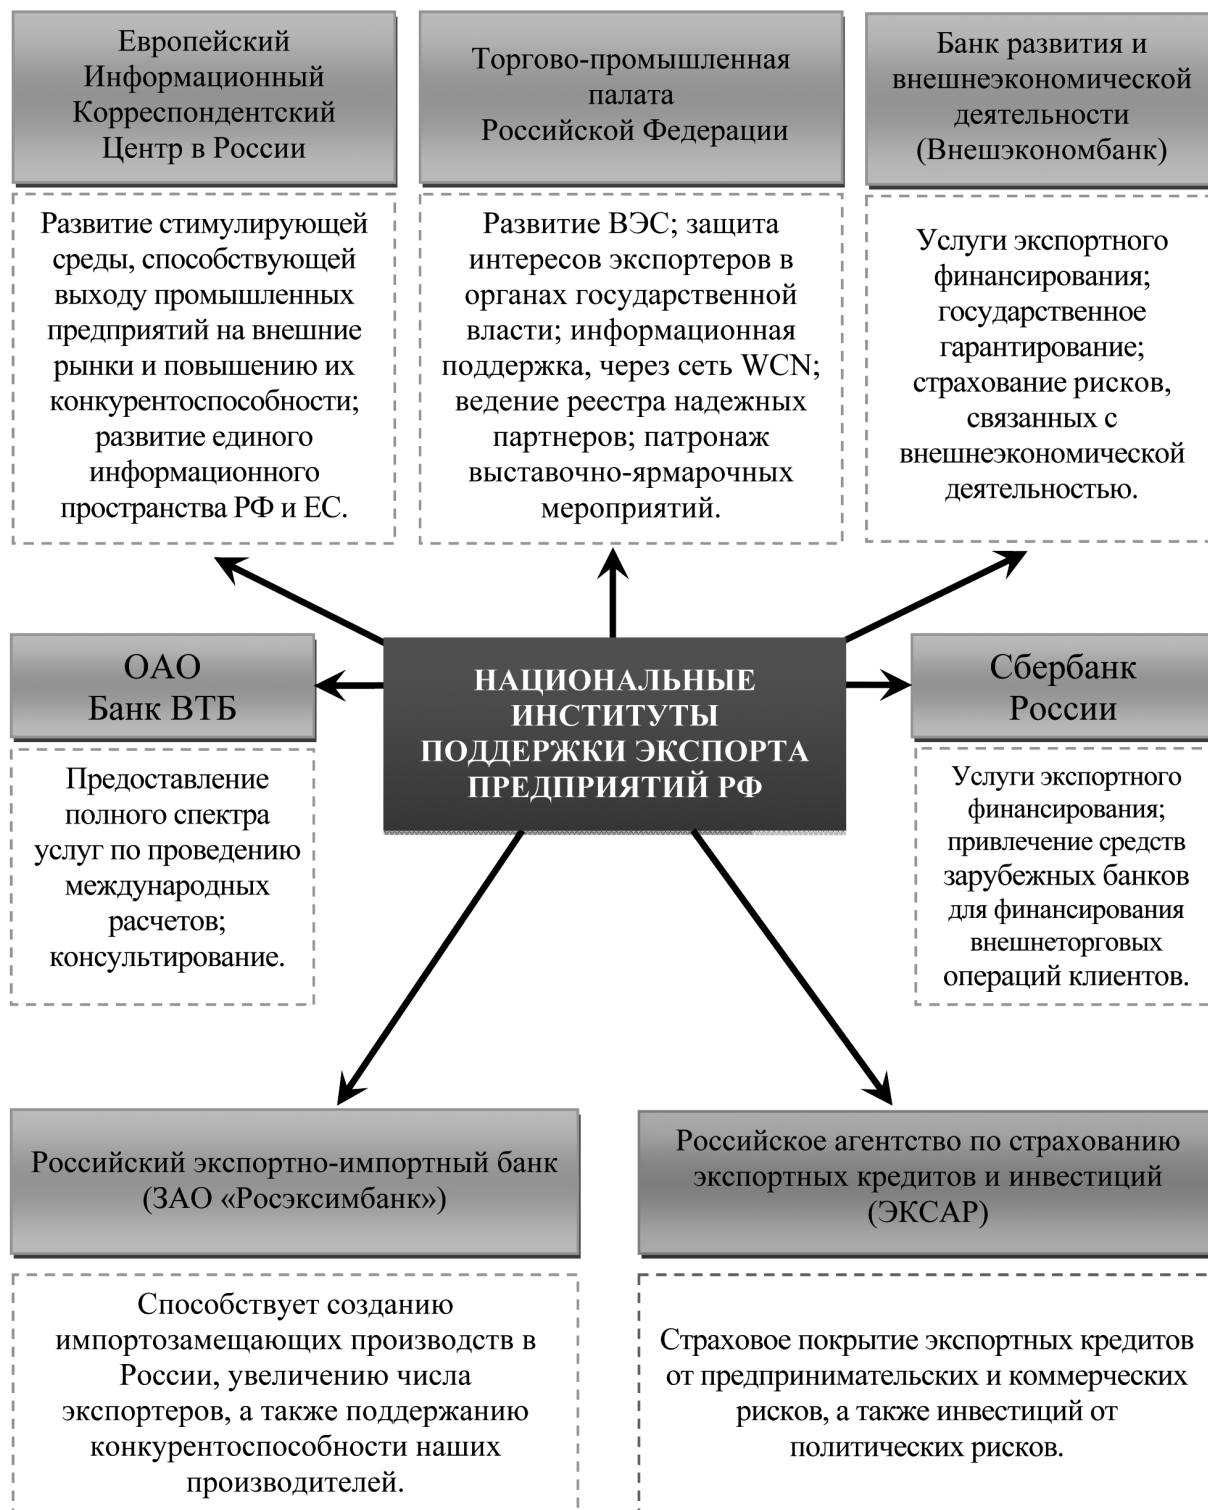 Европейский
Информационный
Корреспондентский
Центр в России
Развитие стимулирующей
среды, способствующей
выходу промышленных
предприятий на внешние
рынки и повышению их
конкурентоспособности;
развитие единого
информационного
пространства РФ и ЕС.
Торгово-промышленная
палата
Российской Федерации
Развитие ВЭС; защита
интересов экспортеров в
органах государственной
власти; информационная
поддержка, через сеть WCN;
ведение реестра надежных
партнеров; патронаж
выставочно-ярмарочных
мероприятий.
Банк развития и
внешнеэкономической
деятельности
(Внешэкономбанк)
Услуги экспортного
финансирования;
государственное
гарантирование;
страхование рисков,
связанных с
внешнеэкономической
деятельностью.
ОАО
Банк ВТБ
Предоставление
полного спектра
услуг по проведению
международных
расчетов;
консультирование.
НАЦИОНАЛЬНЫЕ
ИНСТИТУТЫ
ПОДДЕРЖКИ ЭКСПОРТА
ПРЕДПРИЯТИЙ РФ
Сбербанк
России
Услуги экспортного
финансирования;
привлечение средств
зарубежных банков
для финансирования
внешнеторговых
операций клиентов.
Российский экспортно-импортный банк
(ЗАО «Росэксимбанк»)
Способствует созданию
импортозамещающих производств в
России, увеличению числа
экспортеров, а также поддержанию
конкурентоспособности наших
производителей.
Российское агентство по страхованию
экспортных кредитов и инвестиций
(ЭКСАР)
Страховое покрытие экспортных кредитов
от предпринимательских и коммерческих
рисков, а также инвестиций от
политических рисков.